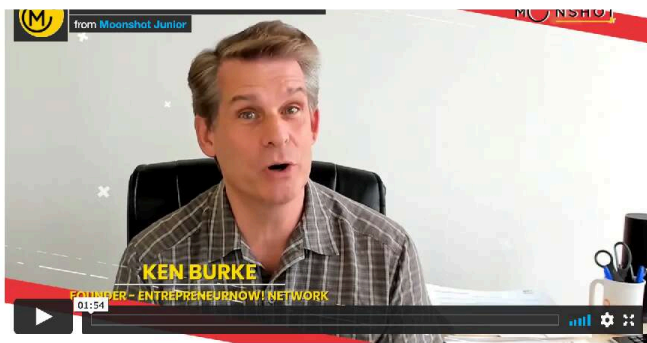 M
from Moonshot Junior
MOONSHOT
KEN BURKE
FOUNDER - ENTREPRENEURNOW! NETWORK
01:54